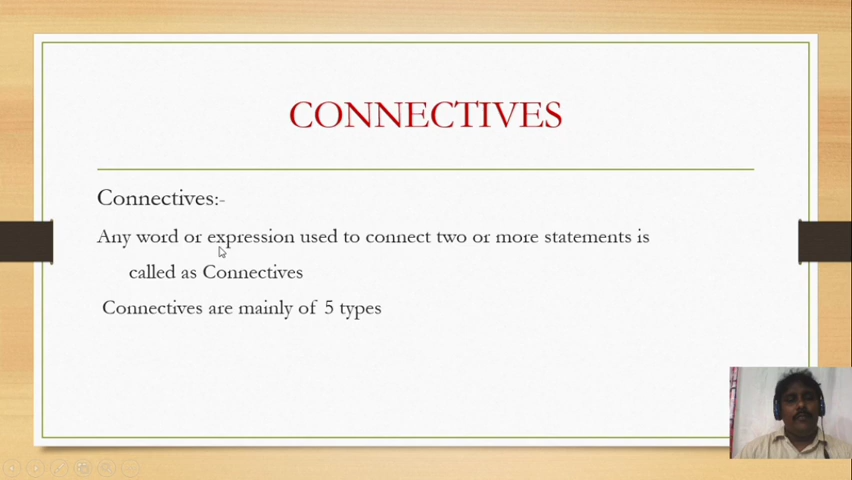 CONNECTIVES
Connectives:-
Any word or expression used to connect two or more statements is
called as Connectives
Connectives are mainly of 5 types